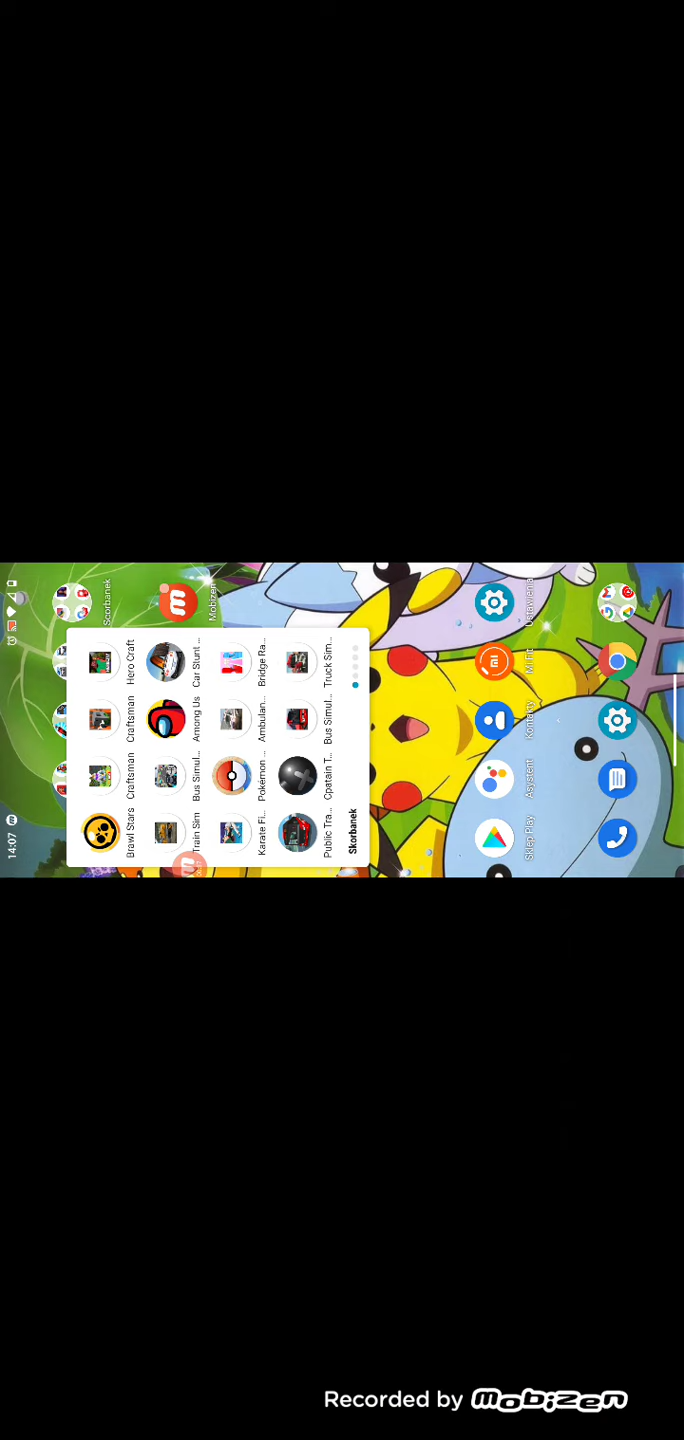 14:07
Scorbanek
Mobizen
Brawl Stars
Craftsman
Craftsman
Hero Craft
Train Sim
Bus Simul...
Among Us
Car Stunt ...
Karate Fi...
Pokémon ...
Ambulan...
Bridge Ra...
Public Tra...
Cpatain T...
Bus Simul...
Truck Sim...
Skorbanek
Sklep Play
Asystent
Kontakty
Ustawienia
Recorded by mobizen